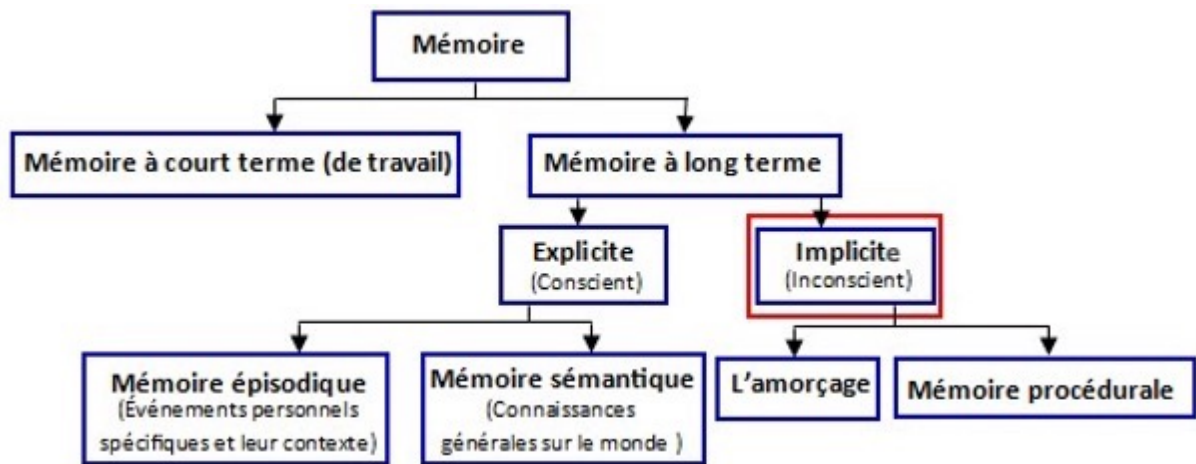 Mémoire
Mémoire à court terme (de travail)
Mémoire à long terme
Explicite
(Conscient)
Implicite
(Inconscient)
Mémoire épisodique
(Événements personnels
spécifiques et leur contexte)
Mémoire sémantique
(Connaissances
générales sur le monde )
L'amorçage
Mémoire procédurale